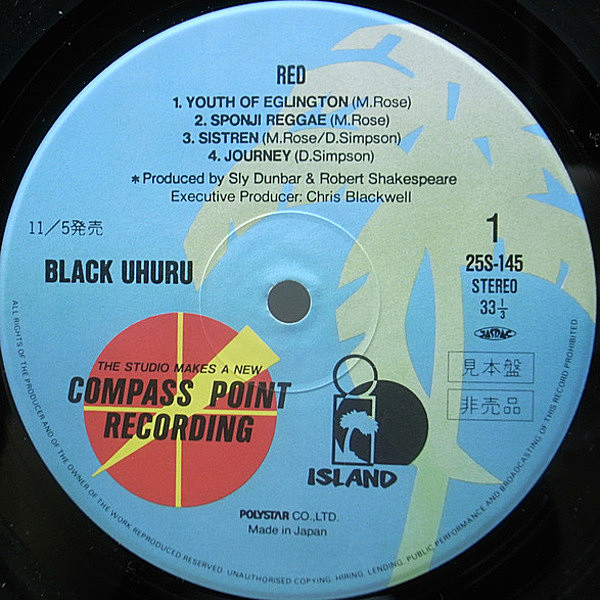 RED
1. YOUTH OF EGLINGTON (M.Rose)
2. SPONJI REGGAE (M.Rose)
3. SISTREN (M.Rose/D.Simpson)
4. JOURNEY (D.Simpson)
*Produced by Sly Dunbar & Robert Shakespeare
Executive Producer: Chris Blackwell
11/5発売
1
BLACK UHURU
25S-145
STEREO
33 1/3
JASRAC
THE STUDIO MAKES A NEW
COMPASS POINT
RECORDING
見本盤
非売品
ISLAND
POLYSTAR CO.,LTD.
Made in Japan
ALL RIGHTS OF THE PRODUCER AND OF THE OWNER OF THE WORK REPRODUCED RESERVED. UNAUTHORISED COPYING, HIRING, LENDING, PUBLIC PERFORMANCE AND BROADCASTING OF THIS RECORD PROHIBITED.